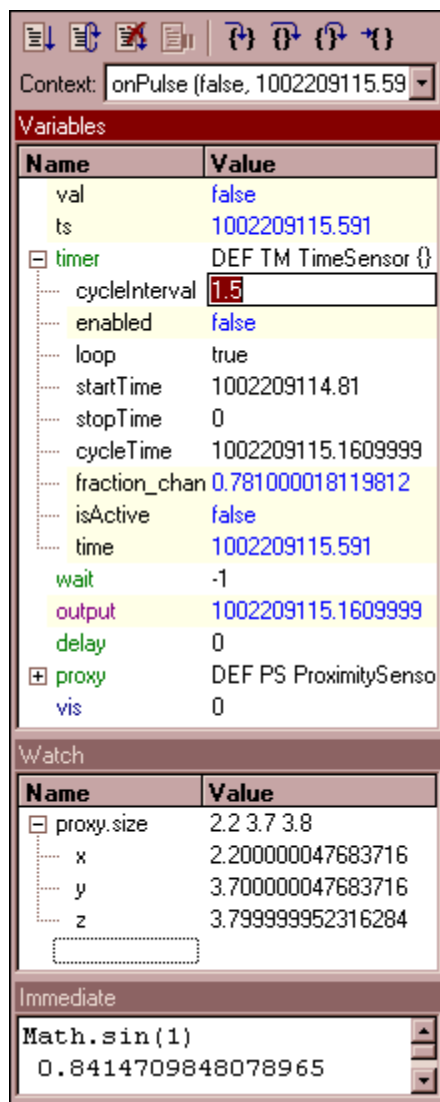 Context: onPulse (false, 1002209115.59
Variables
Name Value
val false
ts 1002209115.591
timer DEF TM TimeSensor {}
cycleInterval 1.5
enabled false
loop true
startTime 1002209114.81
stopTime 0
cycleTime 1002209115.1609999
fraction_chan 0.781000018119812
isActive false
time 1002209115.591
wait -1
output 1002209115.1609999
delay 0
proxy DEF PS ProximitySenso
vis 0
Watch
Name Value
proxy.size 2.2 3.7 3.8
x 2.200000047683716
y 3.700000047683716
z 3.799999952316284
Immediate
Math.sin(1)
0.8414709848078965